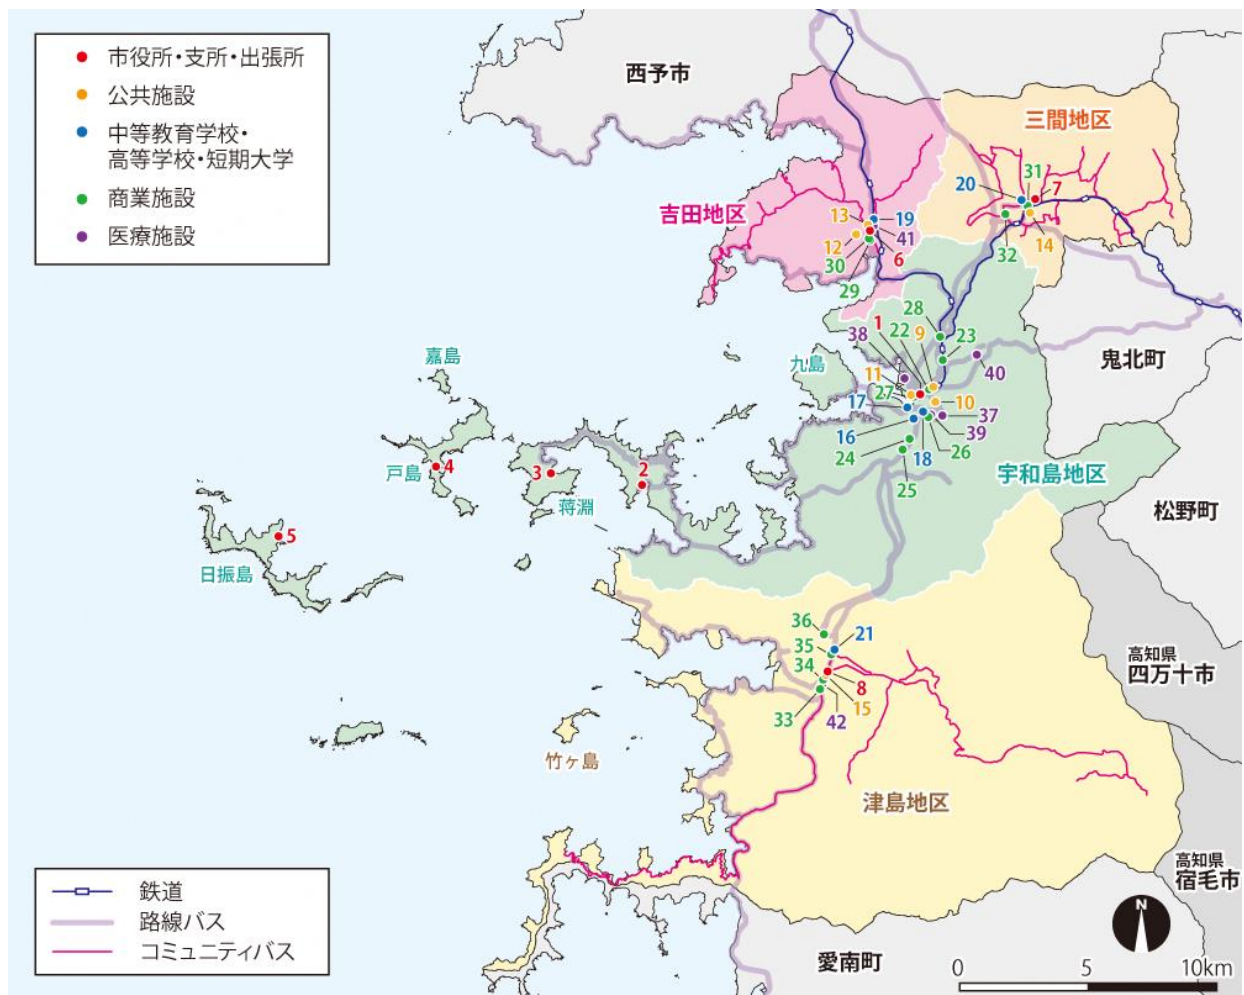 市役所・支所・出張所
公共施設
中等教育学校・
高等学校・短期大学
商業施設
医療施設
西予市
三間地区
31
20
7
吉田地区
13
19
12
41
14
30
6
32
29
28
1
22
9
23
38
嘉島
九島
40
鬼北町
11
27
10
17
37
16
39
24
18
26
4
3
2
戸島
25
宇和島地区
蒋淵
松野町
5
日振島
36
21
35
高知県
四万十市
34
8
33
42
15
竹ヶ島
津島地区
高知県
宿毛市
鉄道
路線バス
コミュニティバス
N
愛南町
0
5
10km